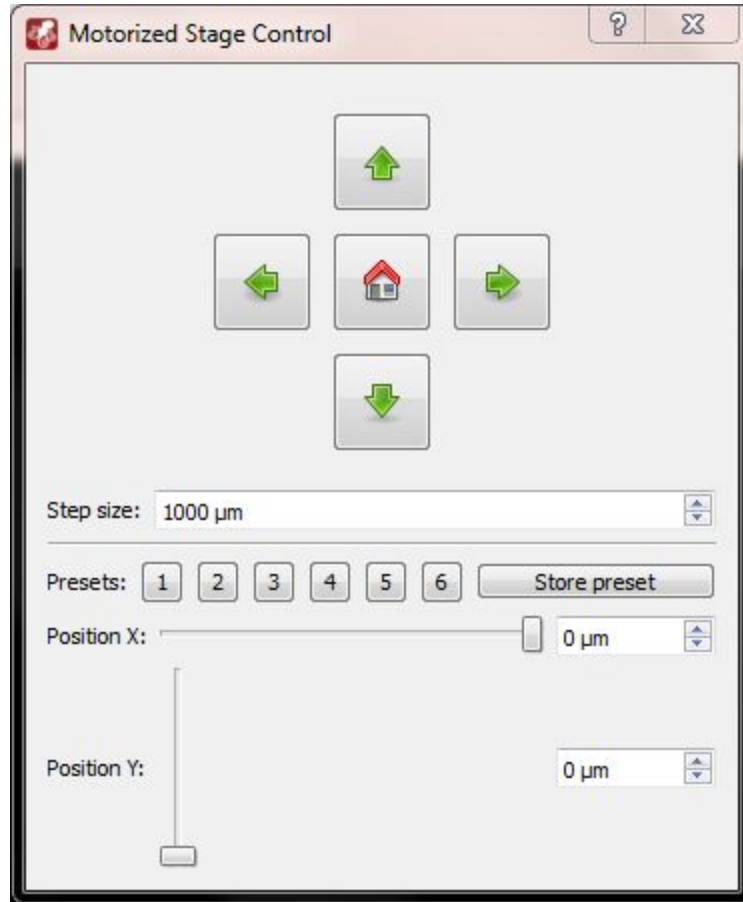 Motorized Stage Control
Step size: 1000 µm
Presets: 1 2 3 4 5 6 Store preset
Position X: 0 µm
Position Y: 0 µm